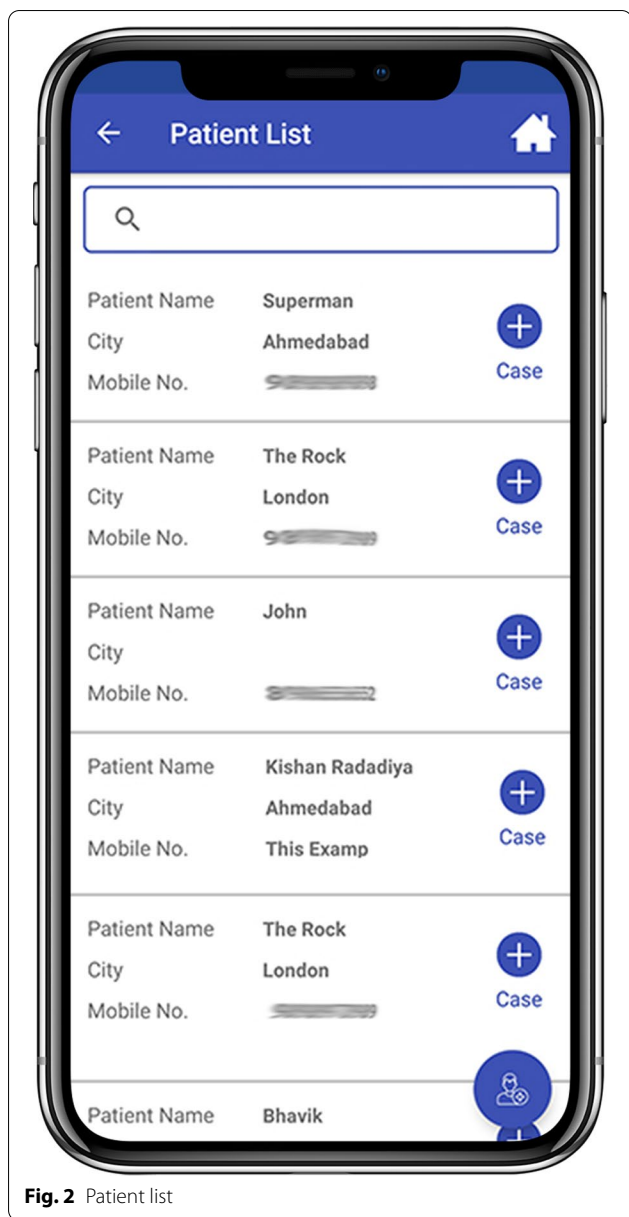 Patient List
Patient Name Superman
City Ahmedabad
Mobile No.
Case
Patient Name The Rock
City London
Mobile No.
Case
Patient Name John
City
Mobile No.
Case
Patient Name Kishan Radadiya
City Ahmedabad
Mobile No. This Examp
Case
Patient Name The Rock
City London
Mobile No.
Case
Patient Name Bhavik
Fig. 2 Patient list